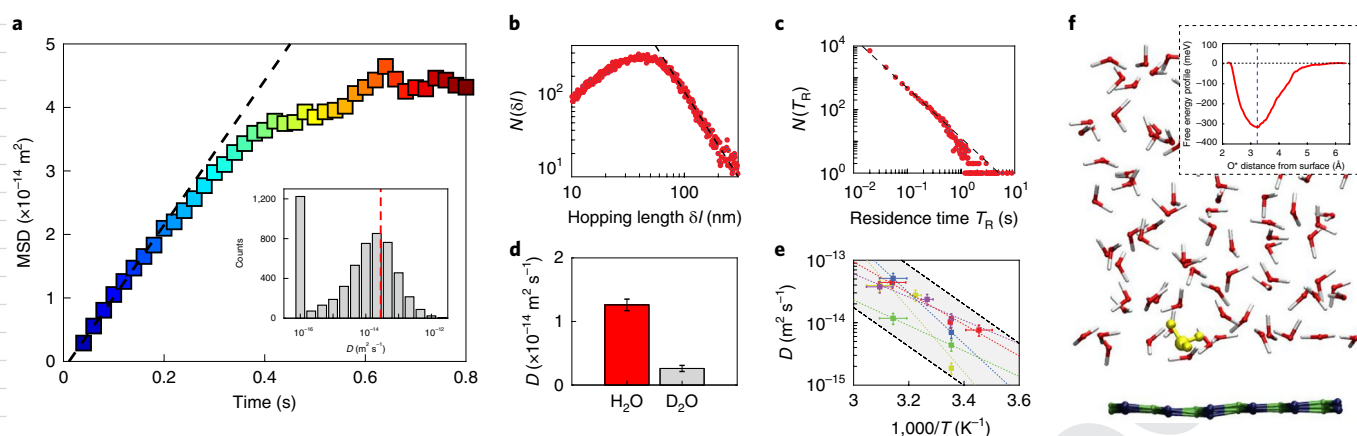 a
MSD (×10⁻¹⁴ m²)
5
4
3
2
1
0
0
0.2
0.4
0.6
0.8
Time (s)
Counts
1,200
800
400
0
10⁻¹⁶
10⁻¹⁴
10⁻¹²
D (m² s⁻¹)
b
N(δl)
10²
10¹
10
100
Hopping length δl (nm)
c
N(T_R)
10⁴
10³
10²
10¹
10⁰
10⁻²
10⁻¹
10⁰
10¹
Residence time T_R (s)
d
D (×10⁻¹⁴ m² s⁻¹)
2
1
0
H₂O
D₂O
e
D (m² s⁻¹)
10⁻¹³
10⁻¹⁴
10⁻¹⁵
3
3.2
3.4
3.6
1,000/T (K⁻¹)
f
Free energy profile (meV)
100
0
−100
−200
−300
−400
2
3
4
5
6
O* distance from surface (Å)